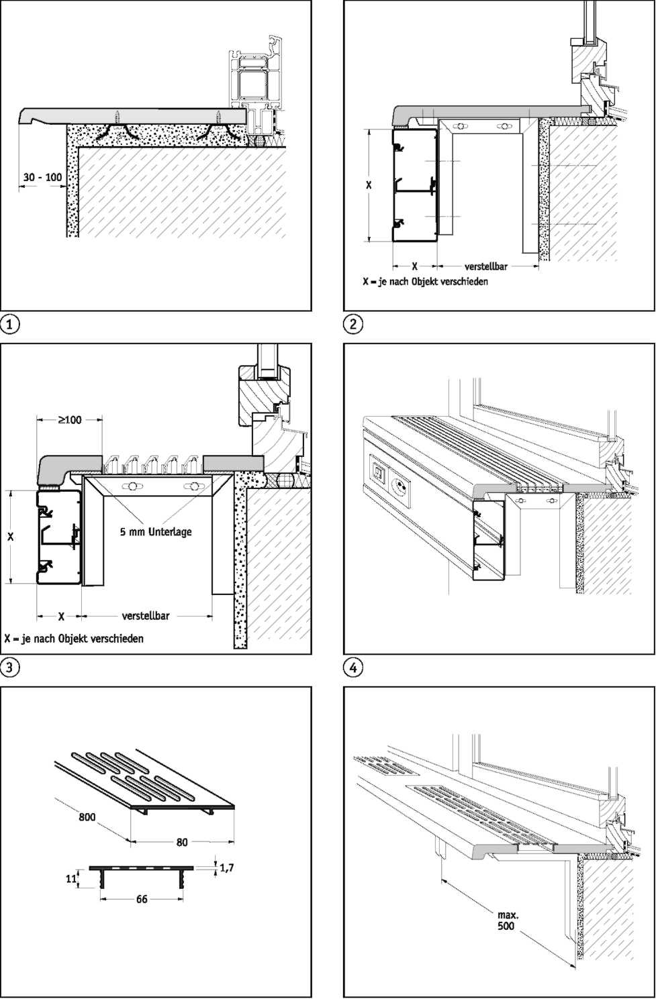 30 - 100
1
X
X
verstellbar
X = je nach Objekt verschieden
2
≥100
5 mm Unterlage
X
X
verstellbar
X = je nach Objekt verschieden
3
4
800
80
1,7
11
66
max.
500